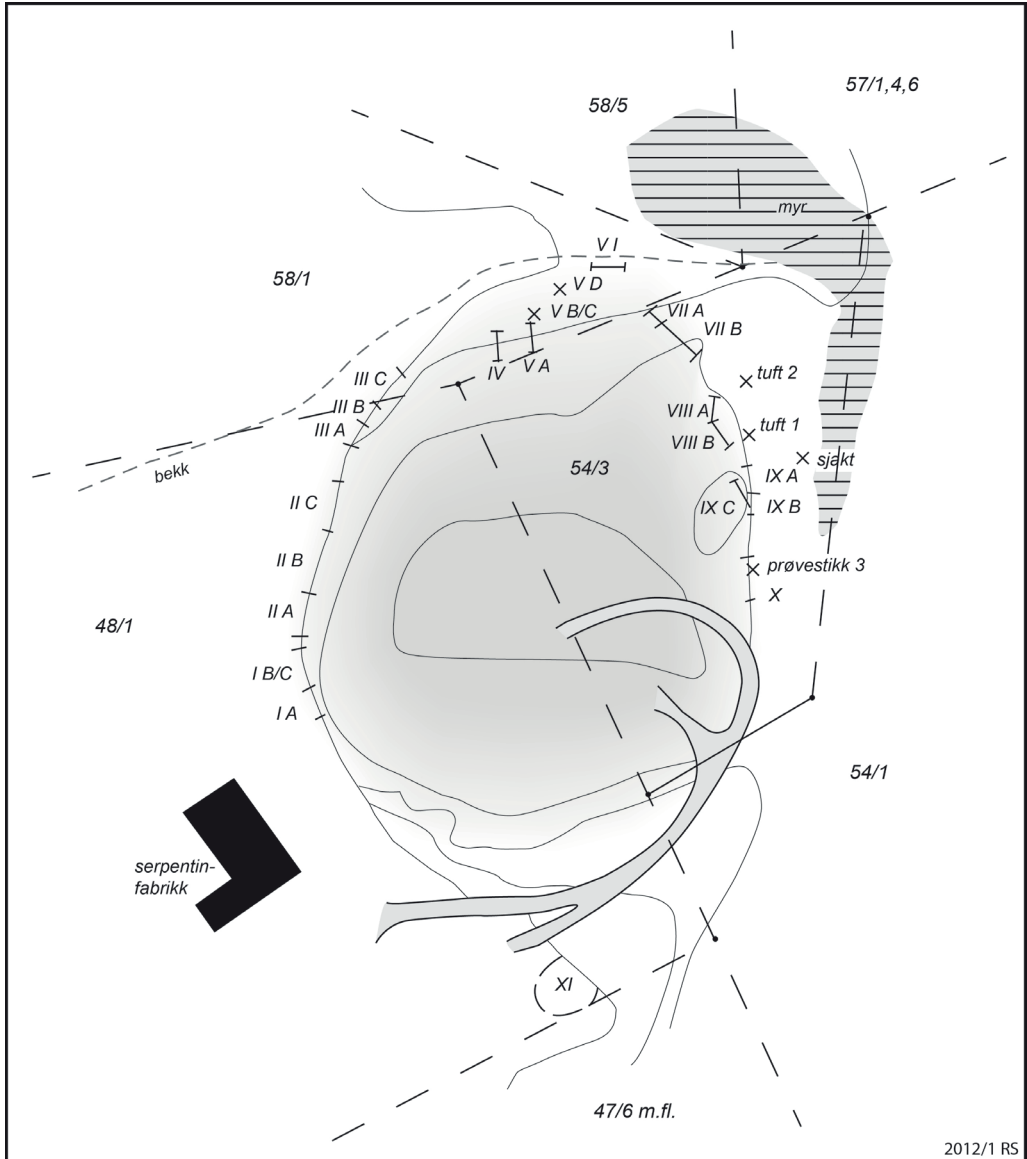 57/1,4,6
58/5
myr
V I
58/1
V D
V B/C
VII A
VII B
IV
V A
III C
tuft 2
III B
VIII A
III A
tuft 1
VIII B
bekk
54/3
sjakt
IX A
II C
IX C
IX B
II B
prøvestikk 3
X
II A
48/1
I B/C
I A
54/1
serpentin-
fabrikk
XI
47/6 m.fl.
2012/1 RS